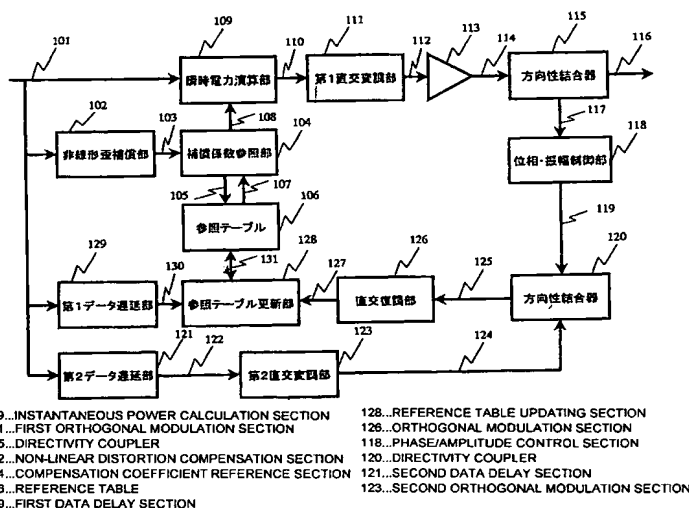 101
109
瞬時電力演算部
110
111
第1直交変調部
112
113
114
115
方向性結合器
116
102
非線形歪補償部
103
108
104
補償係数参照部
117
118
位相・振幅制御部
105
107
106
参照テーブル
119
129
第1データ遅延部
130
131
128
参照テーブル更新部
127
126
直交復調部
125
120
方向性結合器
121
第2データ遅延部
122
123
第2直交変調部
124
9...INSTANTANEOUS POWER CALCULATION SECTION
1...FIRST ORTHOGONAL MODULATION SECTION
5...DIRECTIVITY COUPLER
2...NON-LINEAR DISTORTION COMPENSATION SECTION
4...COMPENSATION COEFFICIENT REFERENCE SECTION
...REFERENCE TABLE
9...FIRST DATA DELAY SECTION
128...REFERENCE TABLE UPDATING SECTION
126...ORTHOGONAL MODULATION SECTION
118...PHASE/AMPLITUDE CONTROL SECTION
120...DIRECTIVITY COUPLER
121...SECOND DATA DELAY SECTION
123...SECOND ORTHOGONAL MODULATION SECTION